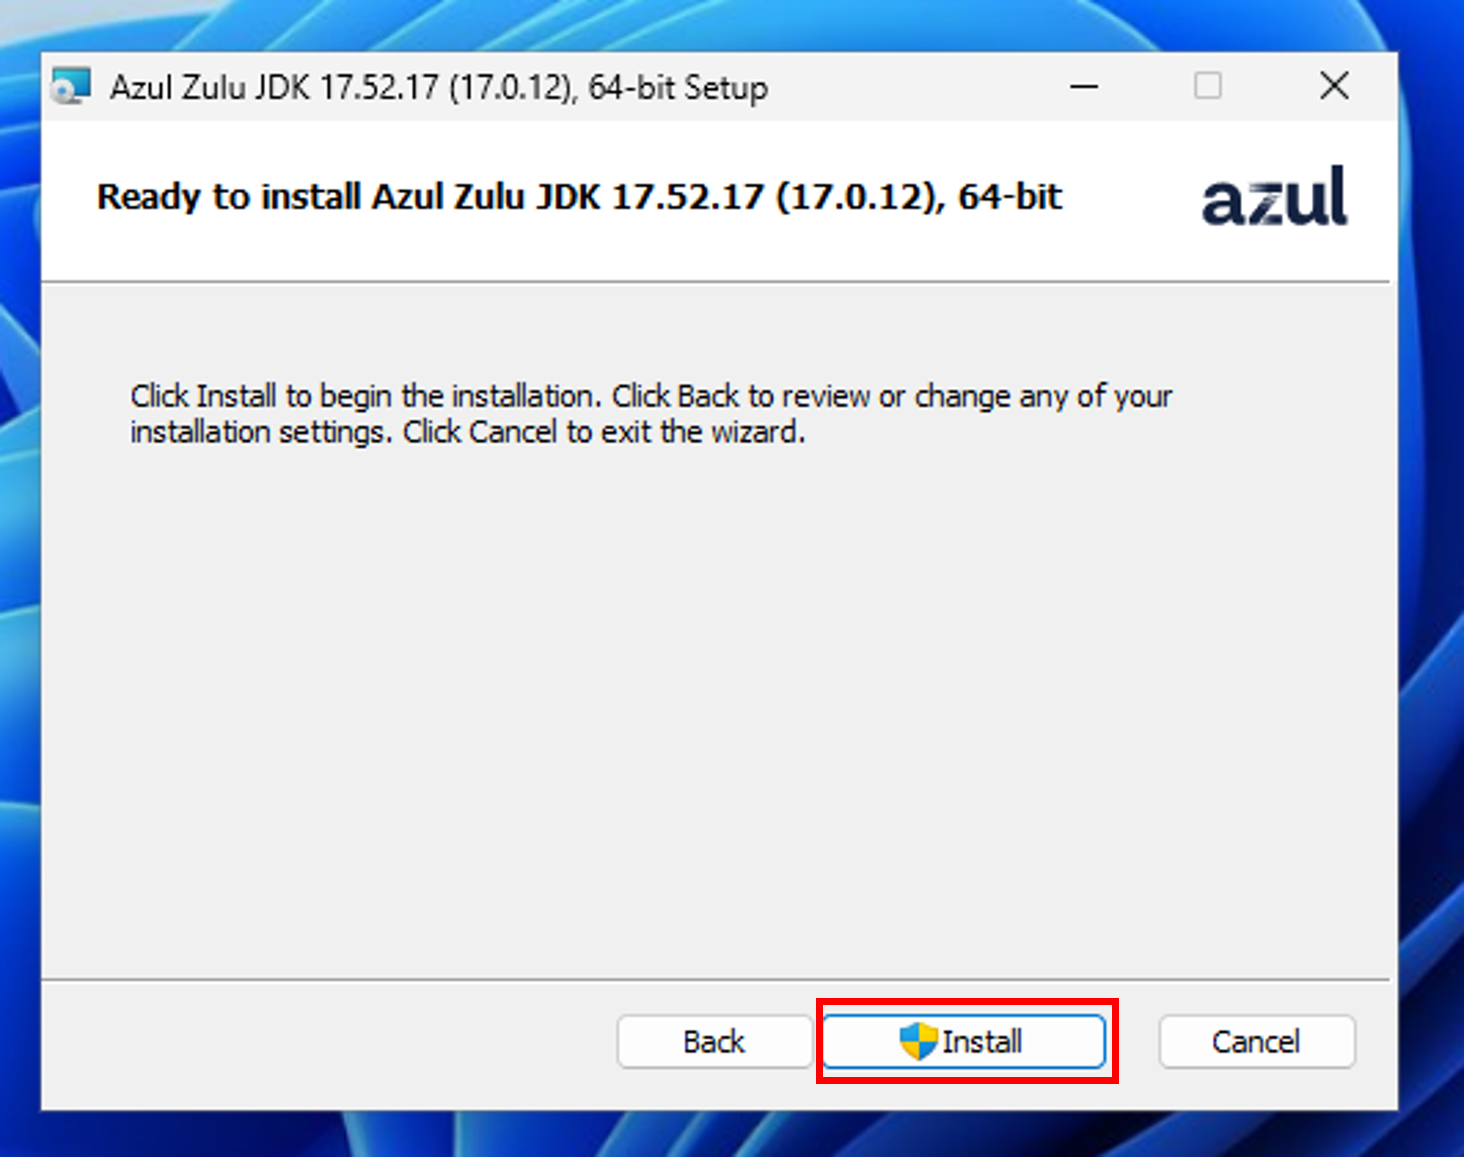 Azul Zulu JDK 17.52.17 (17.0.12), 64-bit Setup
Ready to install Azul Zulu JDK 17.52.17 (17.0.12), 64-bit
azul
Click Install to begin the installation. Click Back to review or change any of your
installation settings. Click Cancel to exit the wizard.
Back
Install
Cancel